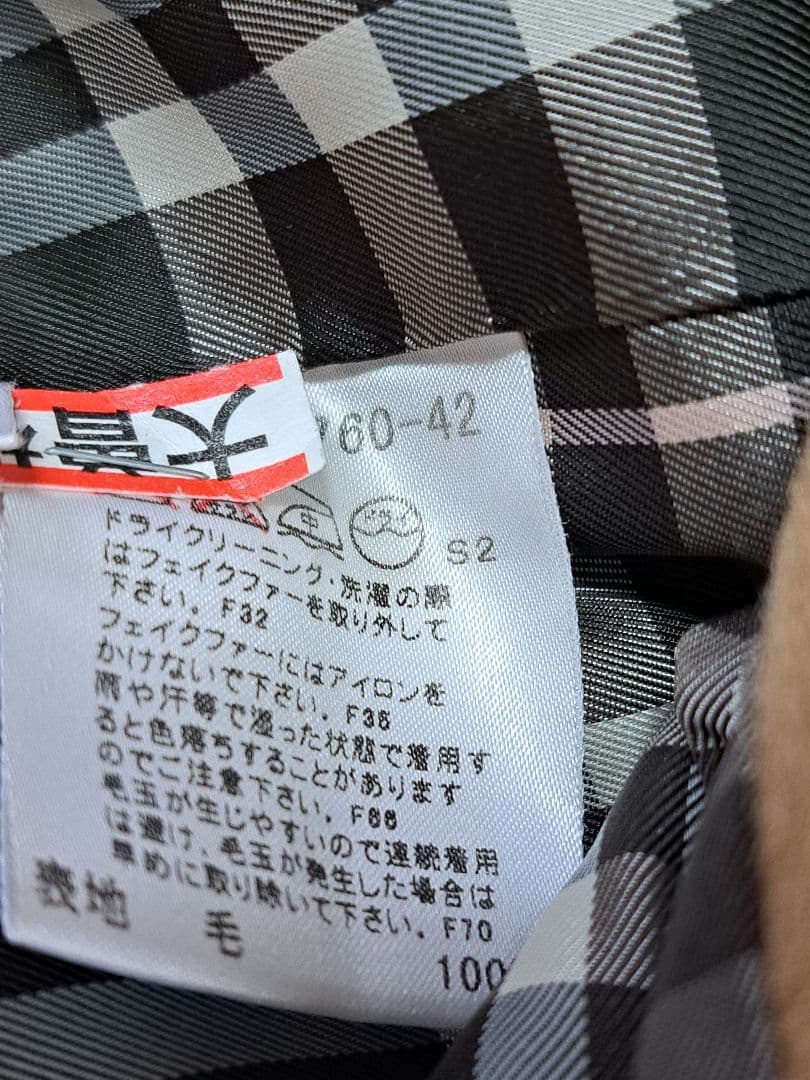 大曽
760-42
ドライ
S2
ドライクリーニング・洗濯の際
はフェイクファーを取り外して
下さい。F32
フェイクファーにはアイロンを
かけないで下さい。F35
雨や汗等で湿った状態で着用す
ると色落ちすることがあります
のでご注意下さい。F66
毛玉が生じやすいので連続着用
は避け、毛玉が発生した場合は
早めに取り除いて下さい。F70
表地 毛 100